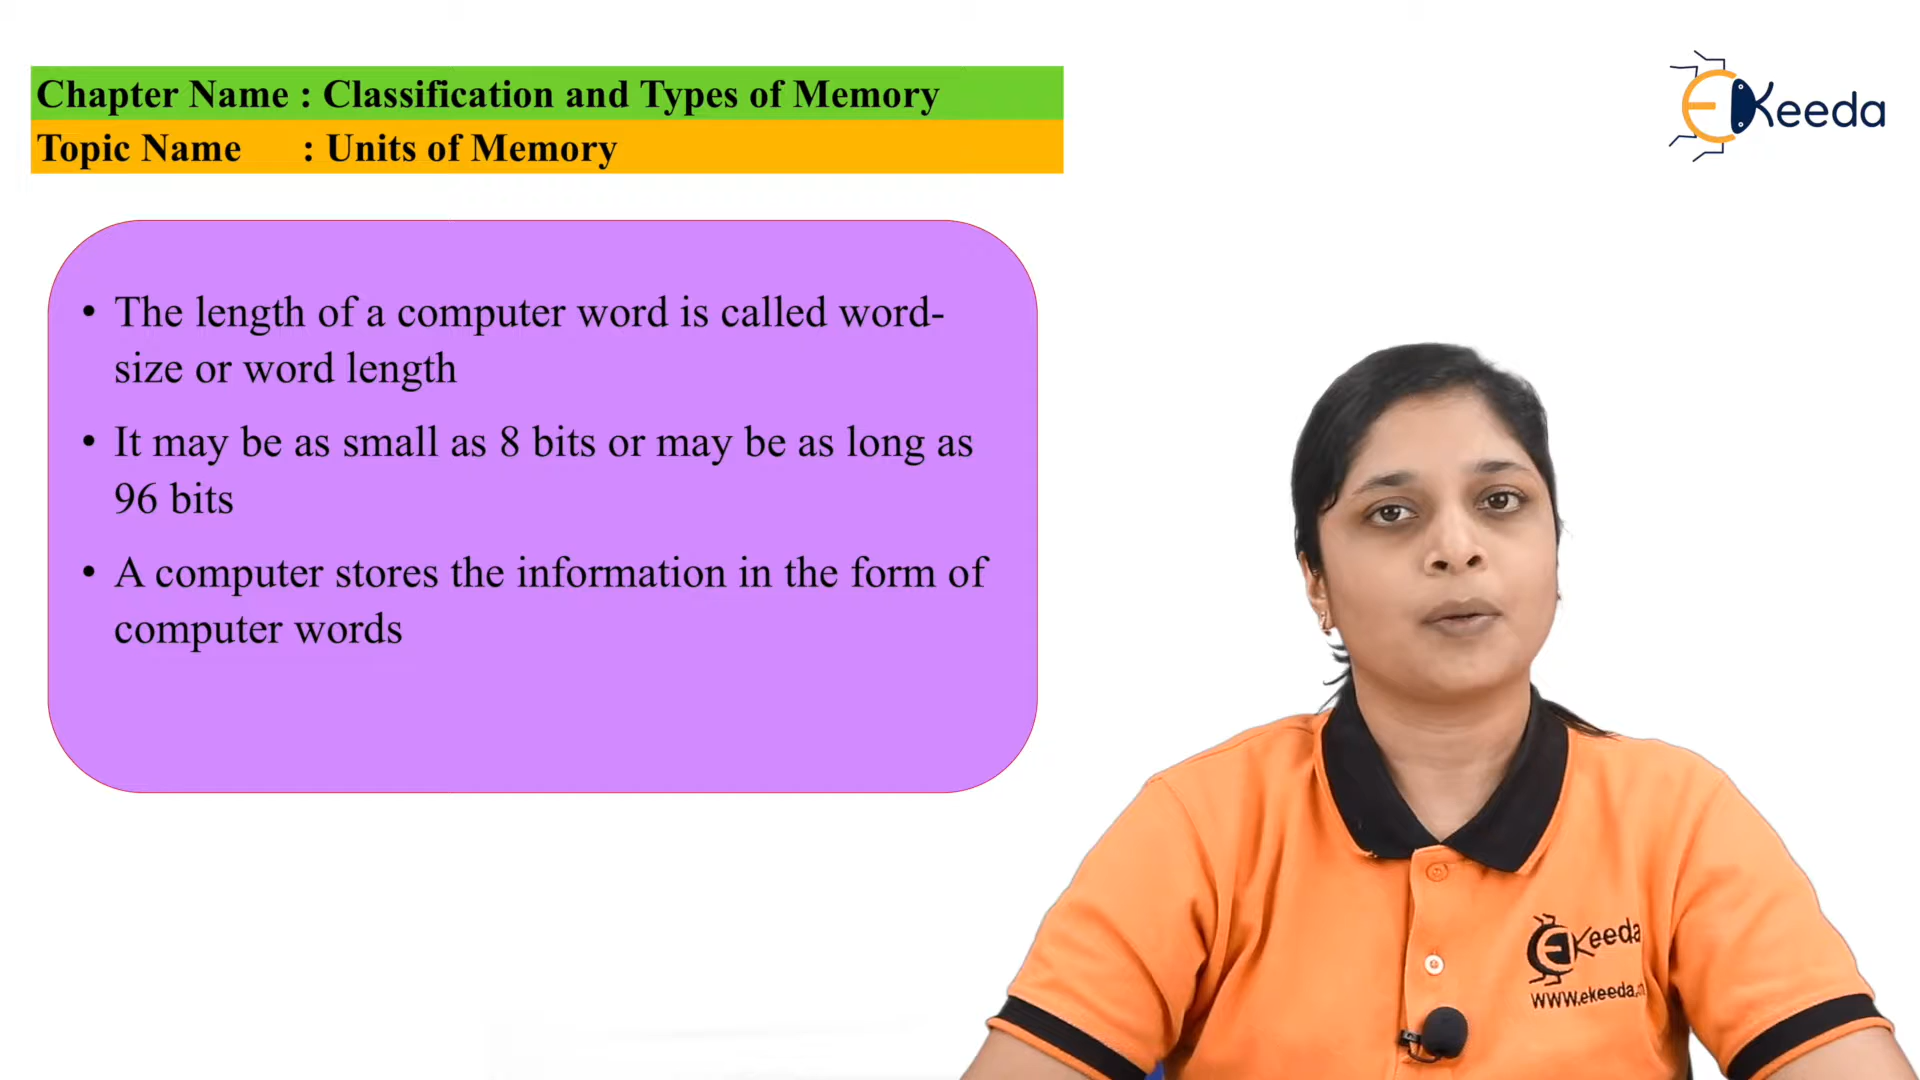 Chapter Name : Classification and Types of Memory
Topic Name : Units of Memory
EKeeda
• The length of a computer word is called word-
size or word length
• It may be as small as 8 bits or may be as long as
96 bits
• A computer stores the information in the form of
computer words
EKeeda
www.ekeeda.